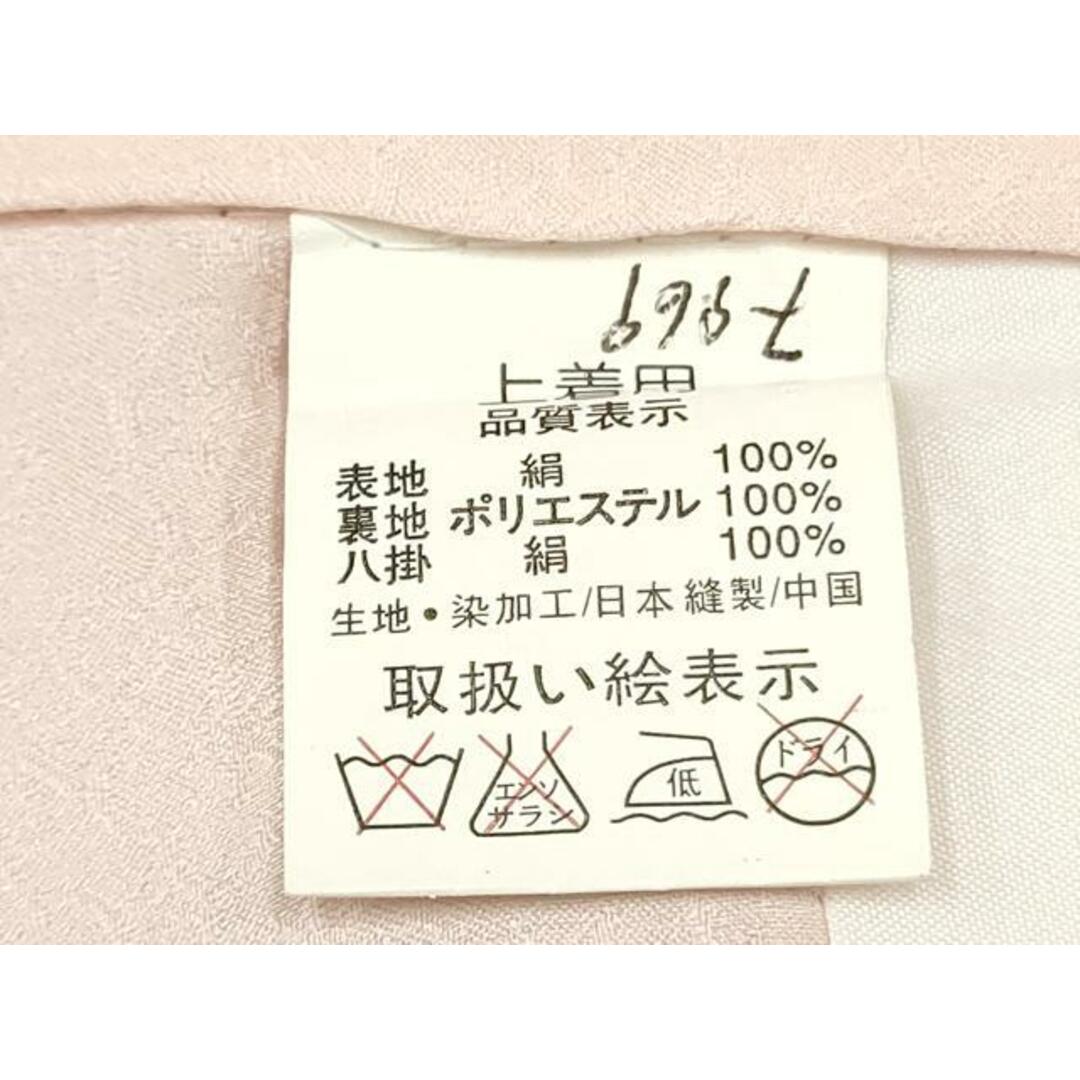 上着用
品質表示
表地 絹 100%
裏地 ポリエステル 100%
八掛 絹 100%
生地・染加工/日本縫製/中国
取扱い絵表示
エンソ
サラシ
低
ドライ